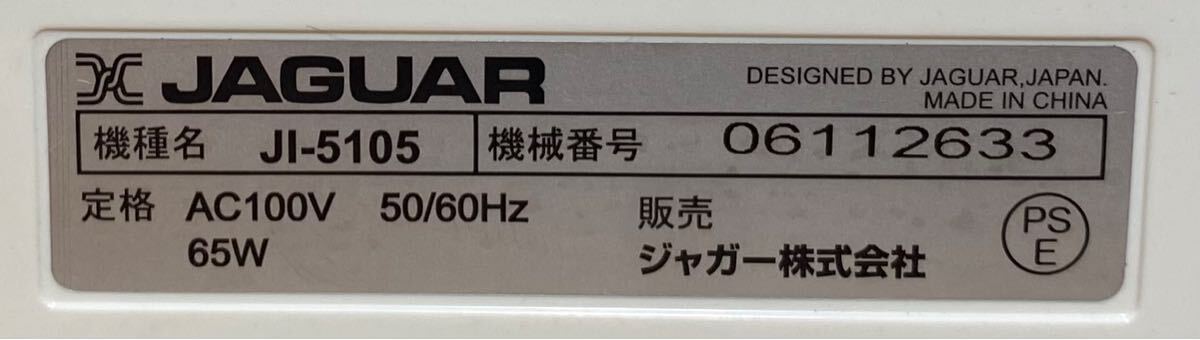 JAGUAR
DESIGNED BY JAGUAR,JAPAN.
MADE IN CHINA
機種名 JI-5105 機械番号 06112633
定格 AC100V 50/60Hz
65W
販売
ジャガー株式会社
PS
E